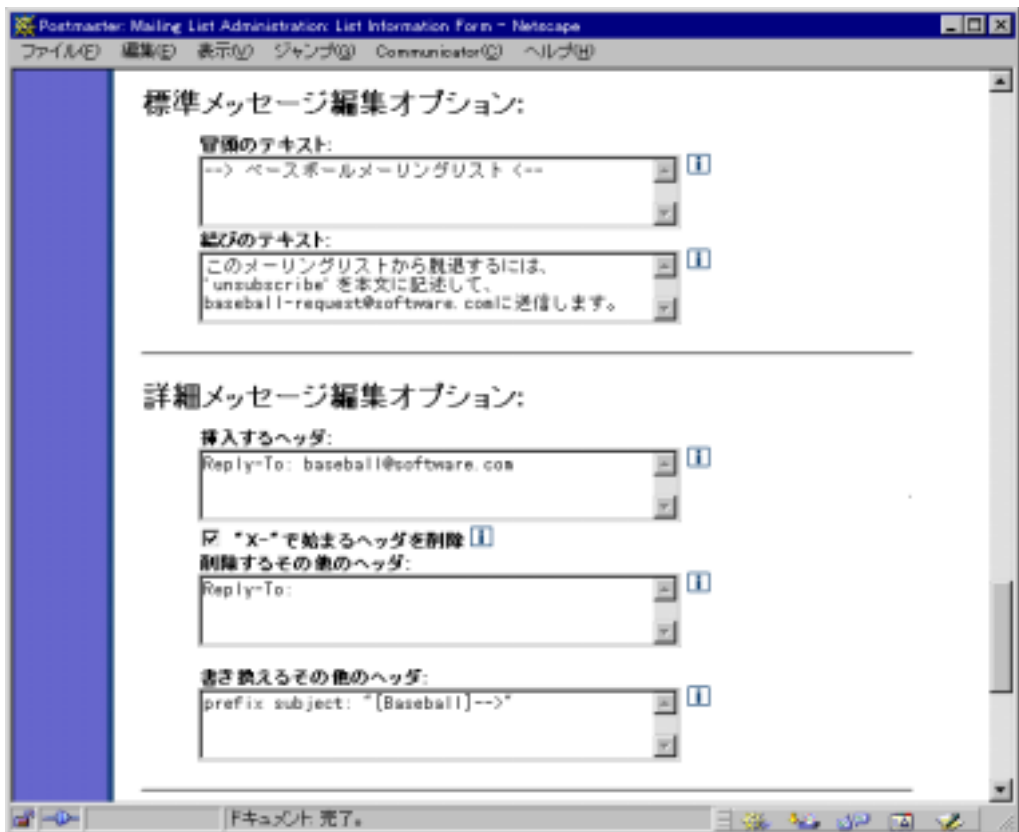 Postmaster: Mailing List Administration: List Information Form - Netscape
ファイル(F) 編集(E) 表示(V) ジャンプ(G) Communicator(C) ヘルプ(H)
標準メッセージ編集オプション:
冒頭のテキスト:
--> ベースボールメーリングリスト <--
結びのテキスト:
このメーリングリストから脱退するには、
"unsubscribe" を本文に記述して、
baseball-request@software.comに送信します。
詳細メッセージ編集オプション:
挿入するヘッダ:
Reply-To: baseball@software.com
"X-"で始まるヘッダを削除
削除するその他のヘッダ:
Reply-To:
書き換えるその他のヘッダ:
prefix subject: "[Baseball]-->"
ドキュメント: 完了。